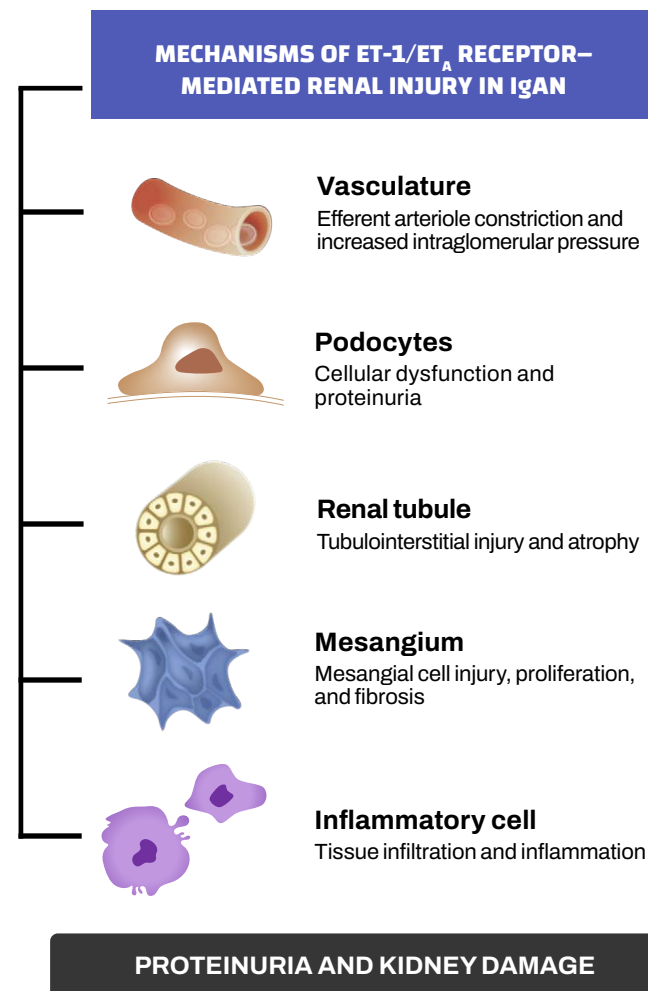 MECHANISMS OF ET-1/ET_A RECEPTOR–
MEDIATED RENAL INJURY IN IgAN
Vasculature
Efferent arteriole constriction and
increased intraglomerular pressure
Podocytes
Cellular dysfunction and
proteinuria
Renal tubule
Tubulointerstitial injury and atrophy
Mesangium
Mesangial cell injury, proliferation,
and fibrosis
Inflammatory cell
Tissue infiltration and inflammation
PROTEINURIA AND KIDNEY DAMAGE